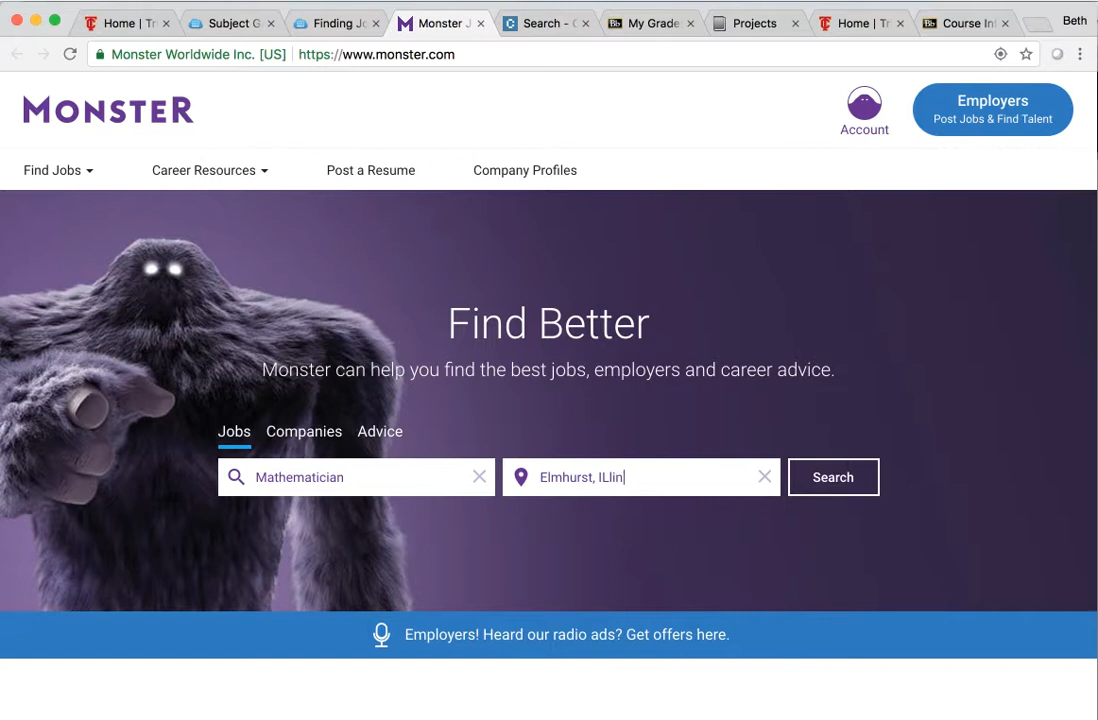 Home | Tr
Subject G
Finding Jo
Monster J
Search - C
Bb My Grade
Projects
Home | Tri
Bb Course Inf
Beth
Monster Worldwide Inc. [US]
https://www.monster.com
MONSTER
Account
Employers
Post Jobs & Find Talent
Find Jobs
Career Resources
Post a Resume
Company Profiles
Find Better
Monster can help you find the best jobs, employers and career advice.
Jobs
Companies
Advice
Mathematician
Elmhurst, ILlin
Search
Employers! Heard our radio ads? Get offers here.